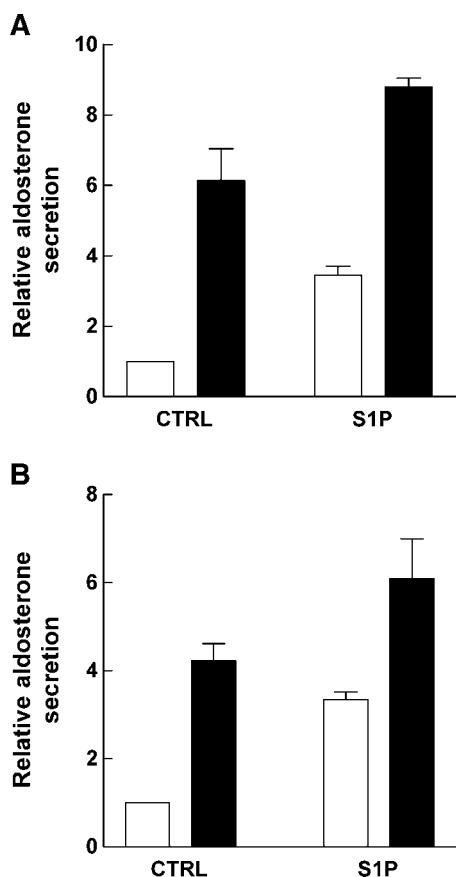 A
10
8
6
4
2
0
Relative aldosterone
secretion
CTRL S1P
B
8
6
4
2
0
Relative aldosterone
secretion
CTRL S1P